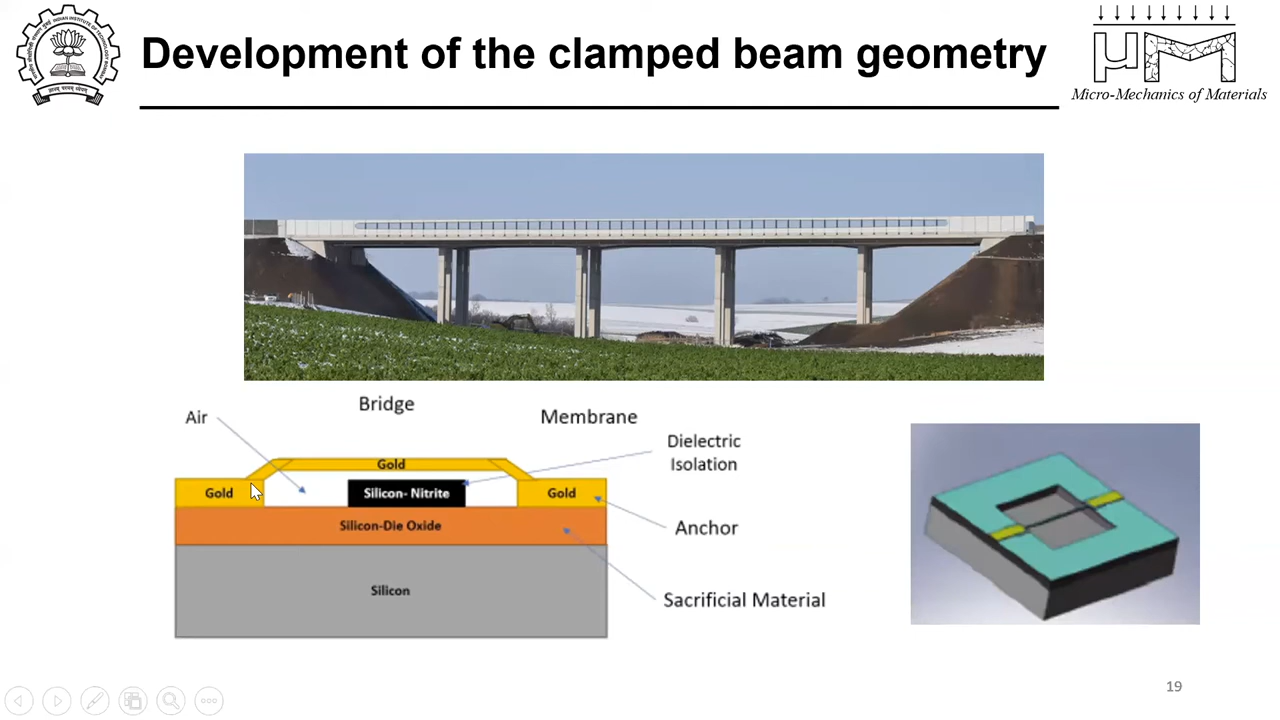 Development of the clamped beam geometry
μM
Micro-Mechanics of Materials
Air
Bridge
Membrane
Dielectric
Isolation
Gold
Gold
Silicon- Nitrite
Gold
Anchor
Silicon-Die Oxide
Silicon
Sacrificial Material
19